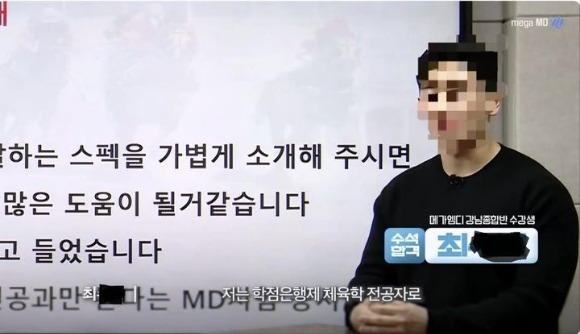 mega MD
하는 스펙을 가볍게 소개해 주시면
많은 도움이 될거같습니다
고 들었습니다
메가엠디 강남종합반 수강생
수석
합격
최
최
저는 학점은행제 체육학 전공자로